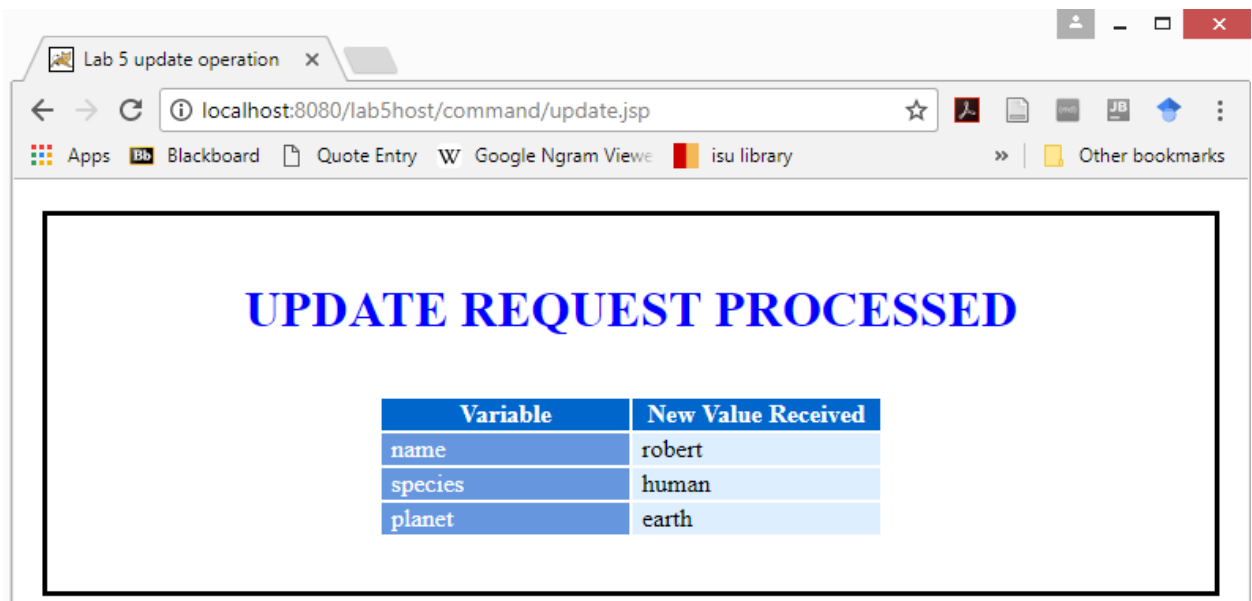 Lab 5 update operation
localhost:8080/lab5host/command/update.jsp
Apps Bb Blackboard Quote Entry W Google Ngram Viewe isu library » Other bookmarks
UPDATE REQUEST PROCESSED
Variable New Value Received
name robert
species human
planet earth